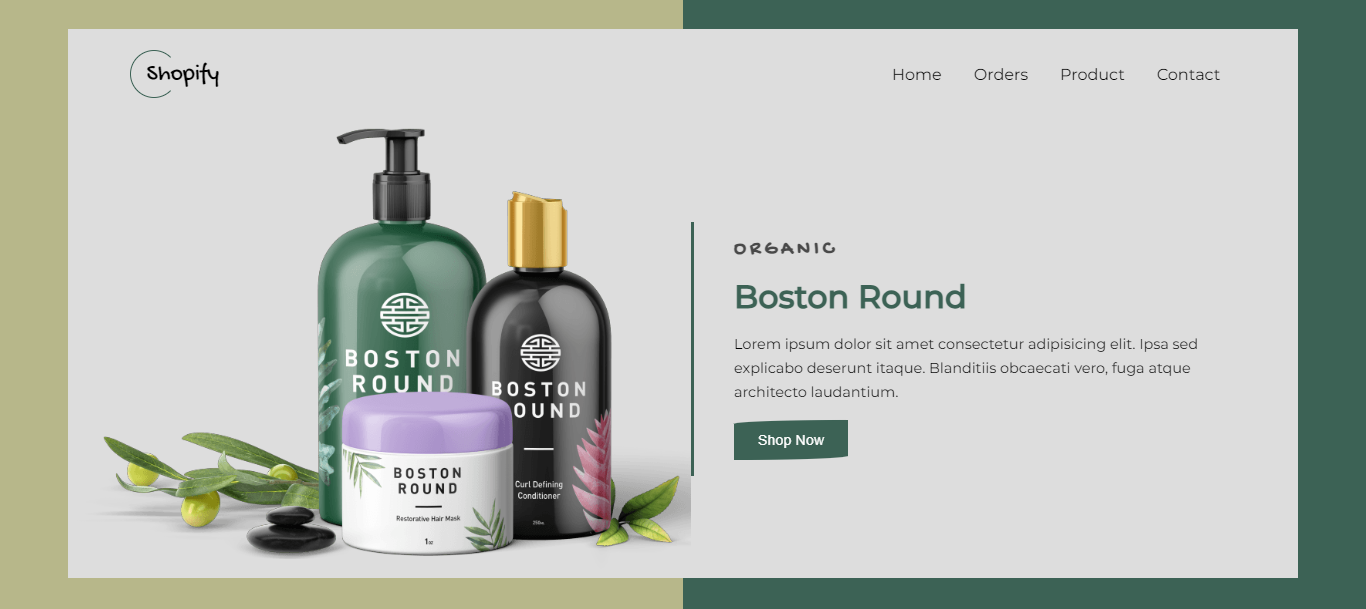 Shopify
Home Orders Product Contact
BOSTON
ROUND
BOSTON
OUND
BOSTON
ROUND
Restorative Hair Mask
1oz
Curl Defining
Conditioner
ORGANIC
Boston Round
Lorem ipsum dolor sit amet consectetur adipisicing elit. Ipsa sed
explicabo deserunt itaque. Blanditiis obcaecati vero, fuga atque
architecto laudantium.
Shop Now